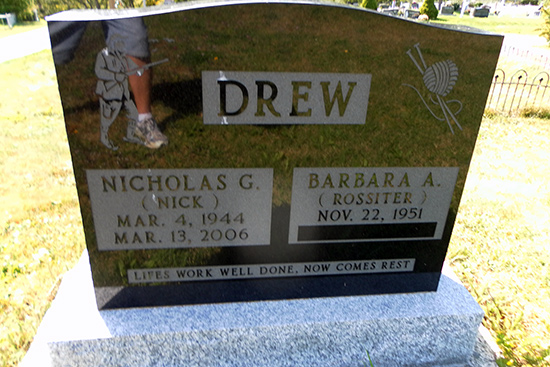 DREW
NICHOLAS G.
( NICK )
MAR. 4, 1944
MAR. 13, 2006
BARBARA A.
( ROSSITER )
NOV. 22, 1951
LIFES WORK WELL DONE, NOW COMES REST